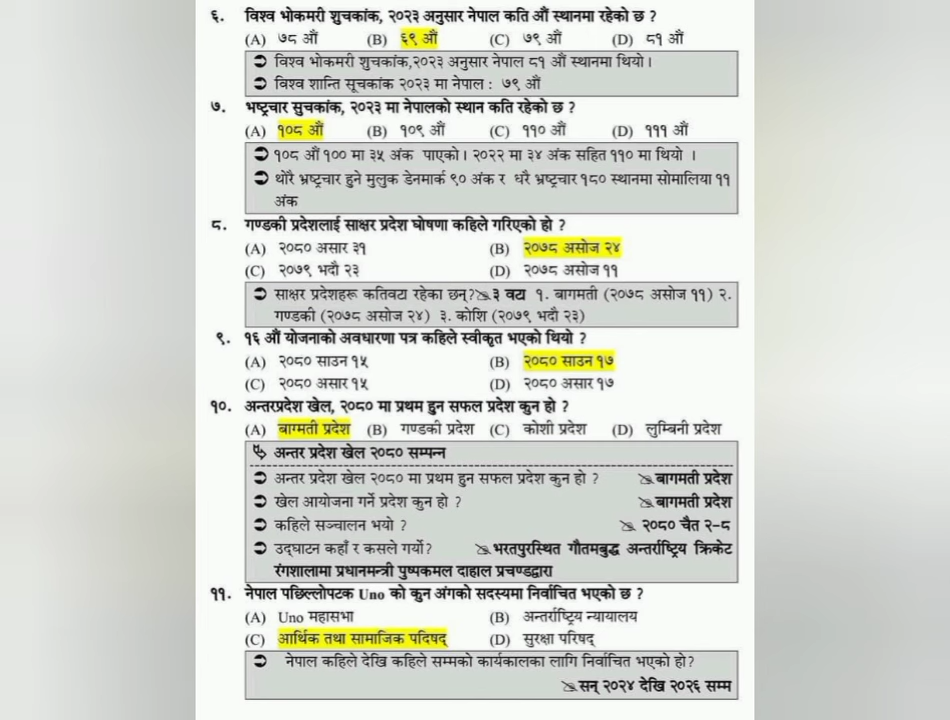 ६. विश्व भोकमरी शुचकांक, २०२३ अनुसार नेपाल कति औं स्थानमा रहेको छ ?
(A) ७८ औं (B) ६९ औं (C) ७९ औं (D) ८१ औं
➲ विश्व भोकमरी शुचकांक,२०२३ अनुसार नेपाल ८१ औं स्थानमा थियो ।
➲ विश्व शान्ति सूचकांक २०२३ मा नेपाल : ७९ औं
७. भष्ट्रचार सुचकांक, २०२३ मा नेपालको स्थान कति रहेको छ ?
(A) १०८ औं (B) १०९ औं (C) ११० औं (D) १११ औं
➲ १०८ औं १०० मा ३५ अंक पाएको । २०२२ मा ३४ अंक सहित ११० मा थियो ।
➲ थोरै भ्रष्ट्रचार हुने मुलुक डेनमार्क ९० अंक र धरै भ्रष्ट्रचार १८० स्थानमा सोमालिया ११
अंक
८. गण्डकी प्रदेशलाई साक्षर प्रदेश घोषणा कहिले गरिएको हो ?
(A) २०८० असार ३१ (B) २०७८ असोज २४
(C) २०७९ भदौ २३ (D) २०७८ असोज ११
➲ साक्षर प्रदेशहरू कतिवटा रहेका छन्?✎३ वटा १. बागमती (२०७८ असोज ११) २.
गण्डकी (२०७८ असोज २४) ३. कोशि (२०७९ भदौ २३)
९. १६ औं योजनाको अवधारणा पत्र कहिले स्वीकृत भएको थियो ?
(A) २०८० साउन १५ (B) २०८० साउन १७
(C) २०८० असार १५ (D) २०८० असार १७
१०. अन्तरप्रदेश खेल, २०८० मा प्रथम हुन सफल प्रदेश कुन हो ?
(A) बाग्मती प्रदेश (B) गण्डकी प्रदेश (C) कोशी प्रदेश (D) लुम्बिनी प्रदेश
अन्तर प्रदेश खेल २०८० सम्पन्न
➲ अन्तर प्रदेश खेल २०८० मा प्रथम हुन सफल प्रदेश कुन हो ? ✎बागमती प्रदेश
➲ खेल आयोजना गर्ने प्रदेश कुन हो ? ✎बागमती प्रदेश
➲ कहिले सञ्चालन भयो ? ✎ २०८० चैत २-८
➲ उद्घाटन कहाँ र कसले गर्यो? ✎भरतपुरस्थित गौतमबुद्ध अन्तर्राष्ट्रिय क्रिकेट
रंगशालामा प्रधानमन्त्री पुष्पकमल दाहाल प्रचण्डद्वारा
११. नेपाल पछिल्लोपटक Uno को कुन अंगको सदस्यमा निर्वाचित भएको छ ?
(A) Uno महासभा (B) अन्तर्राष्ट्रिय न्यायालय
(C) आर्थिक तथा सामाजिक पदिषद् (D) सुरक्षा परिषद्
➲ नेपाल कहिले देखि कहिले सम्मको कार्यकालका लागि निर्वाचित भएको हो?
✎सन् २०२४ देखि २०२६ सम्म